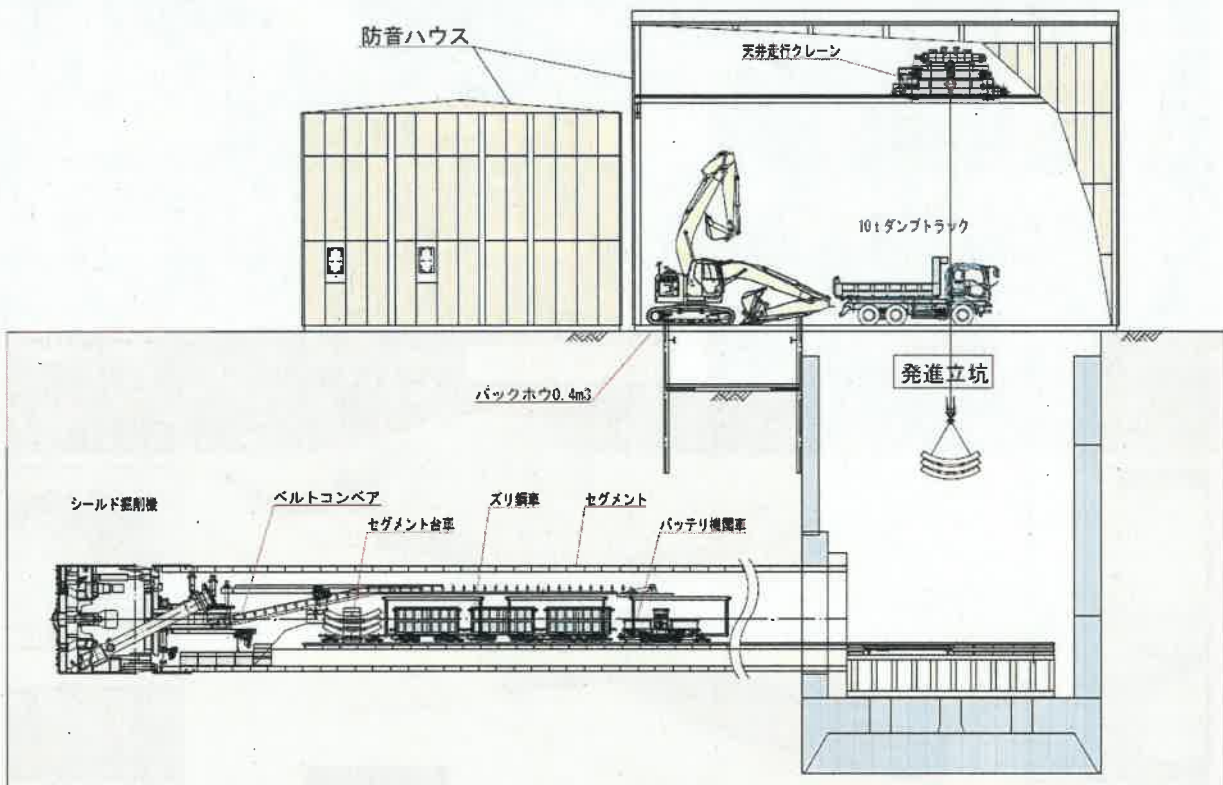 防音ハウス
天井走行クレーン
10tダンプトラック
発進立坑
バックホウ0.4m3
シールド掘削機
ベルトコンベア
セグメント台車
ズリ鋼車
セグメント
バッテリ機関車